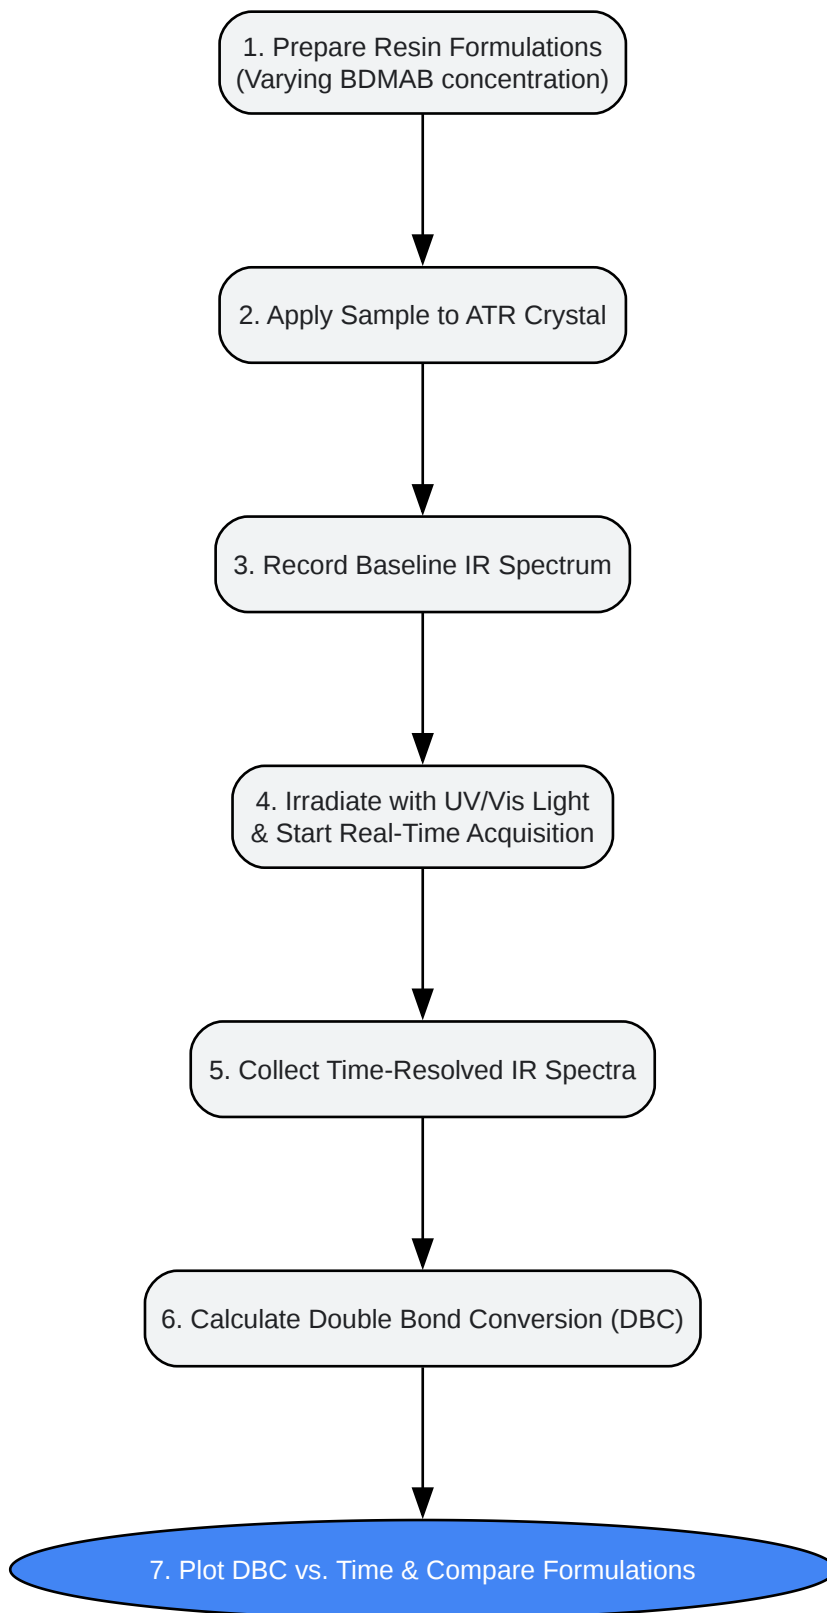 1. Prepare Resin Formulations
(Varying BDMAB concentration)
2. Apply Sample to ATR Crystal
3. Record Baseline IR Spectrum
4. Irradiate with UV/Vis Light
& Start Real-Time Acquisition
5. Collect Time-Resolved IR Spectra
6. Calculate Double Bond Conversion (DBC)
7. Plot DBC vs. Time & Compare Formulations